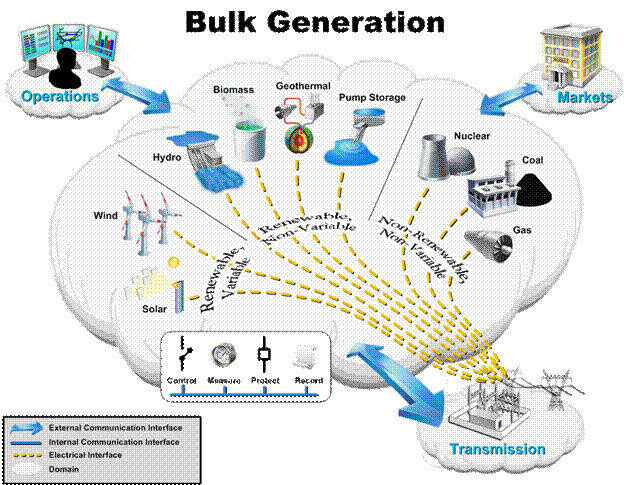 Bulk Generation
Operations
Markets
Biomass
Geothermal
Pump Storage
Hydro
Nuclear
Coal
Gas
Wind
Solar
Renewable,
Variable
Renewable,
Non-Variable
Non-Renewable,
Non-Variable
Control
Measure
Protect
Record
Transmission
External Communication Interface
Internal Communication Interface
Electrical Interface
Domain